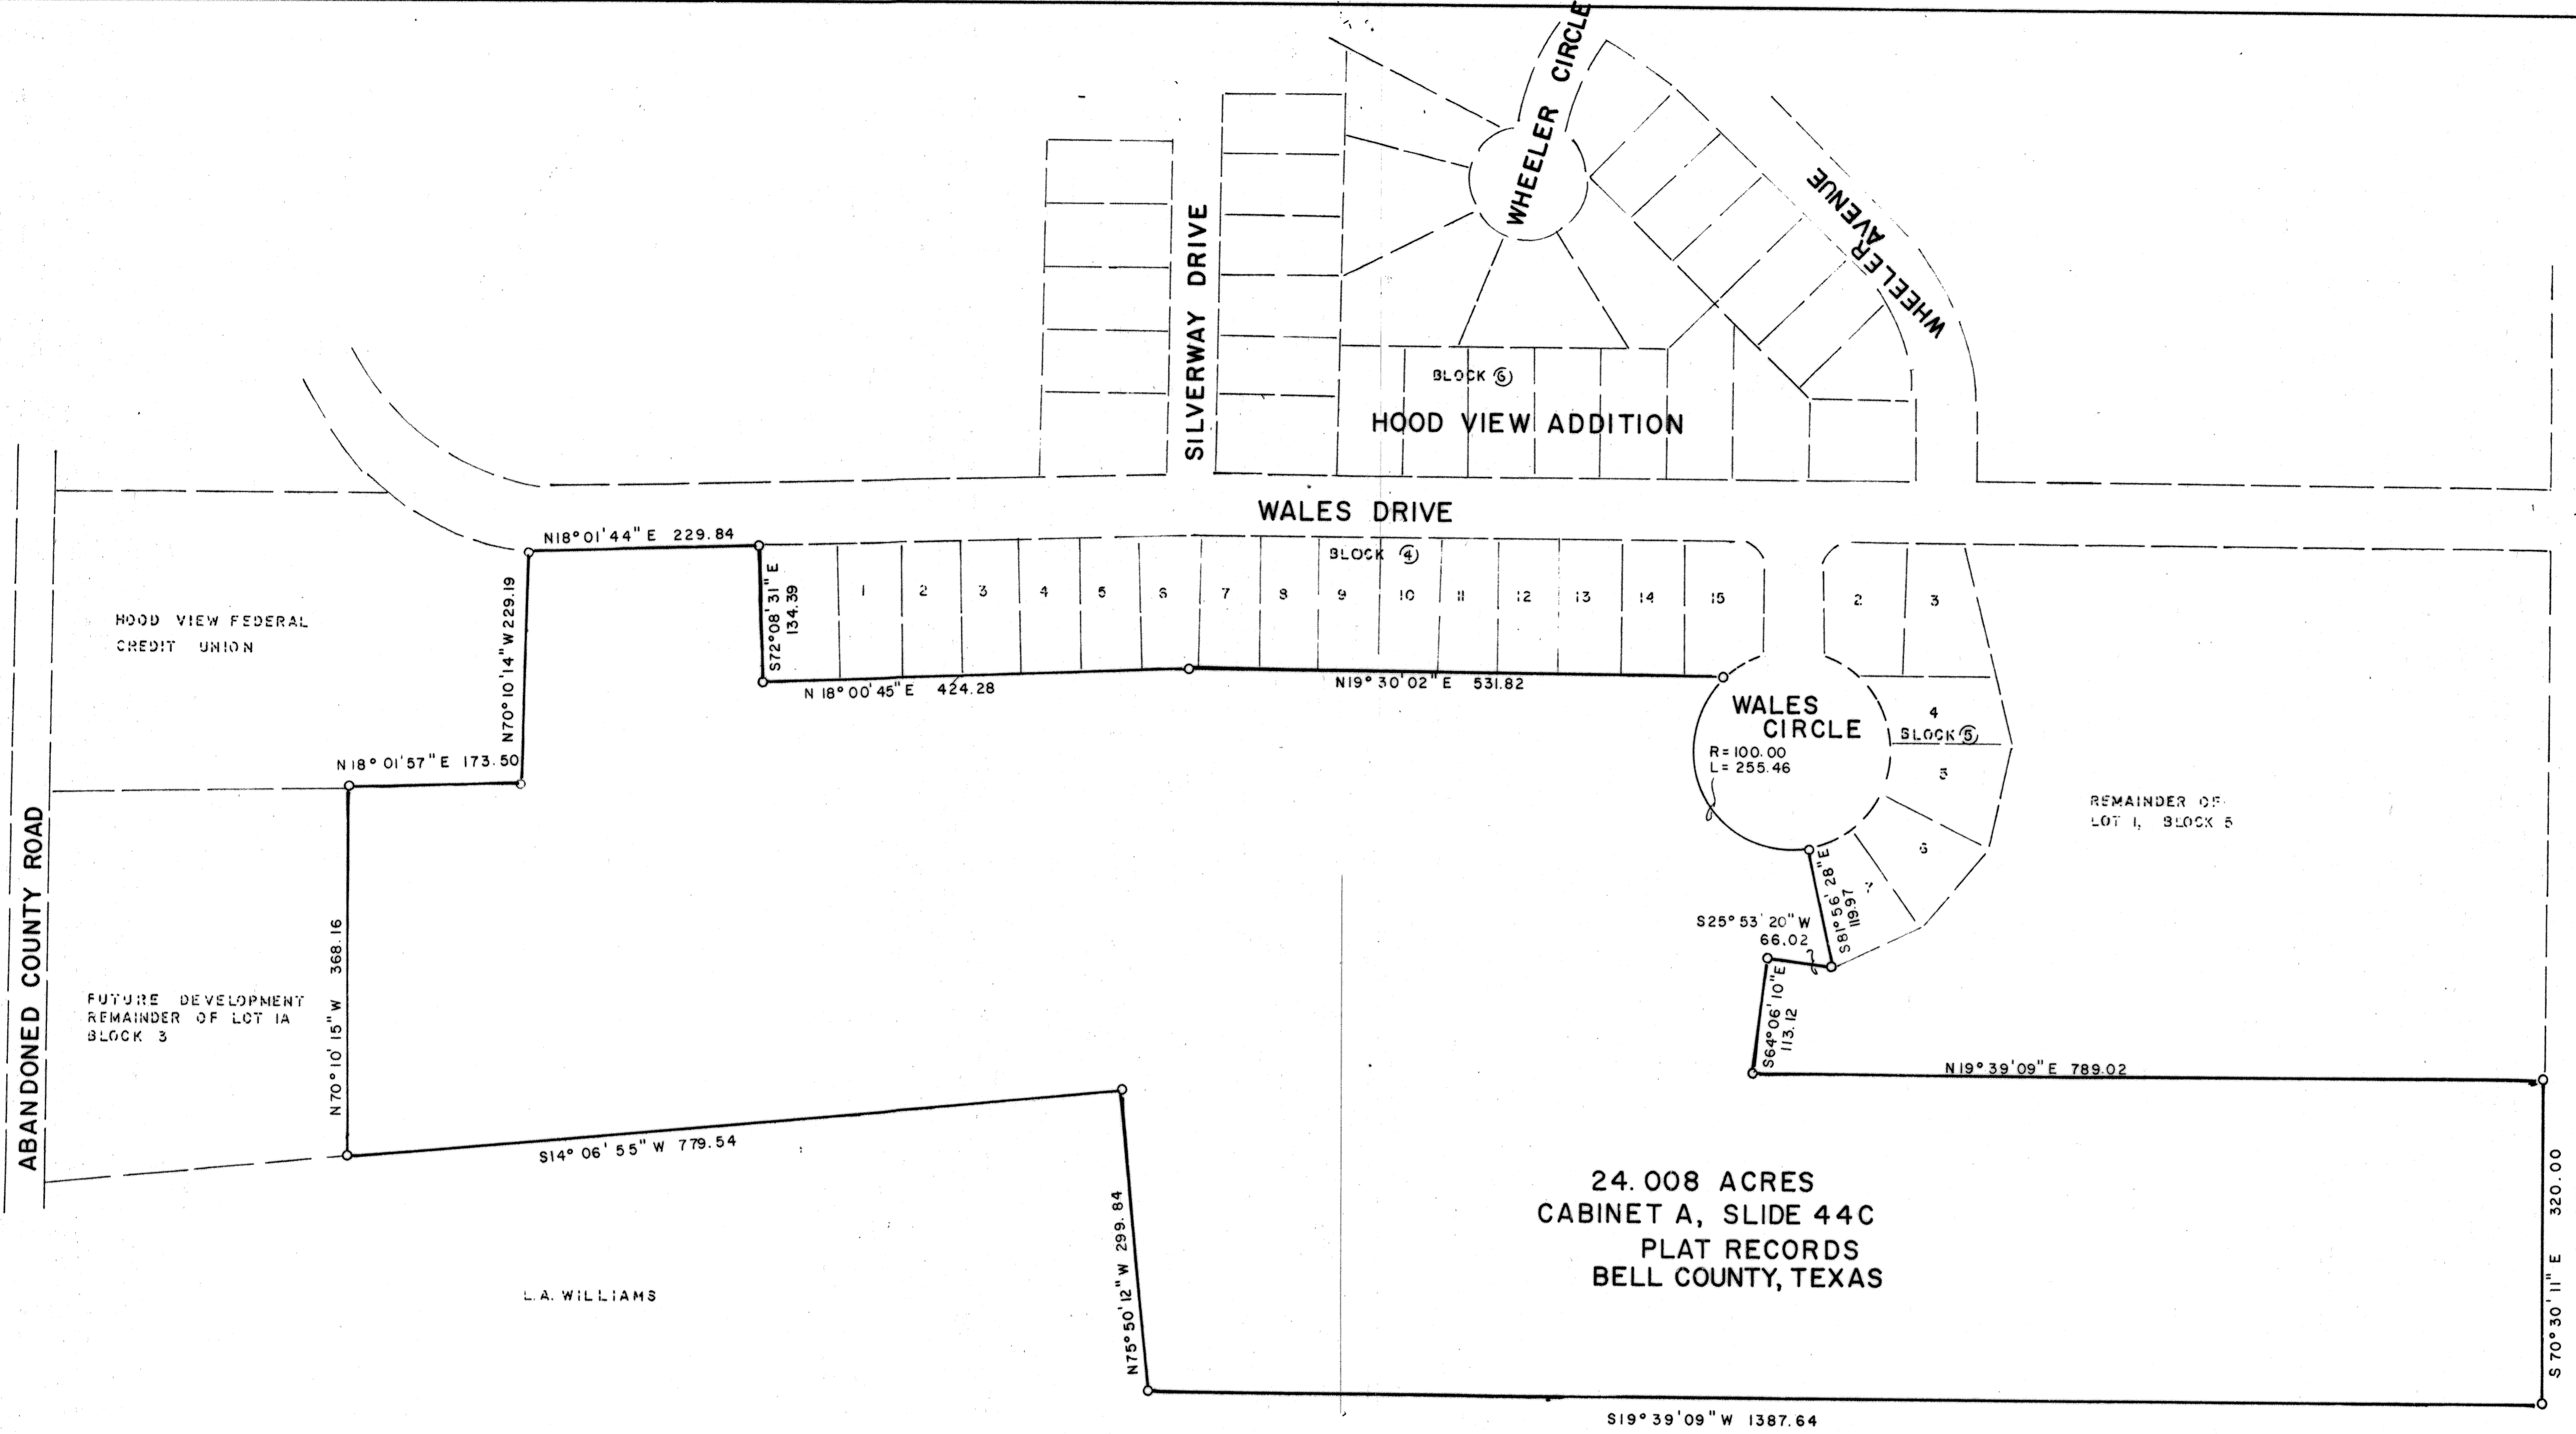 WHEELER CIRCLE
WHEELER AVENUE
SILVERWAY DRIVE
BLOCK 6
HOOD VIEW ADDITION
WALES DRIVE
N18°01'44" E 229.84
BLOCK 4
S72°08'31" E
134.39
1 2 3 4 5 6 7 8 9 10 11 12 13 14 15
2 3
HOOD VIEW FEDERAL
CREDIT UNION
N70°10'14" W 229.19
N 18°00'45" E 424.28
N19°30'02" E 531.82
WALES
CIRCLE
R=100.00
L=255.46
4
BLOCK 5
5
6
7
N18° 01'57" E 173.50
REMAINDER OF
LOT 1, BLOCK 5
ABANDONED COUNTY ROAD
N70°10'15" W 368.16
FUTURE DEVELOPMENT
REMAINDER OF LOT 1A
BLOCK 3
S81°56'28" E
119.97
S25°53'20" W
66.02
S64°06'10" E
113.12
N19°39'09" E 789.02
S14°06'55" W 779.54
N75°50'12" W 299.84
24.008 ACRES
CABINET A, SLIDE 44C
PLAT RECORDS
BELL COUNTY, TEXAS
S 70°30'11" E 320.00
L.A. WILLIAMS
S19°39'09" W 1387.64